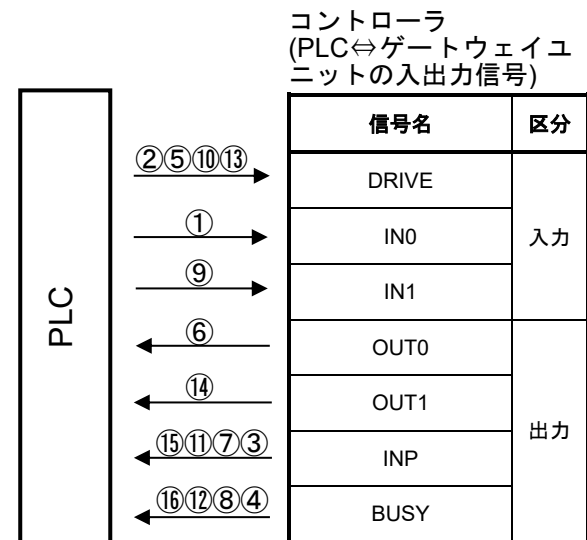 コントローラ
(PLC⇔ゲートウェイユ
ニットの入出力信号)
信号名 区分
②⑤⑩⑬ DRIVE
① IN0 入力
⑨ IN1
PLC
⑥ OUT0
⑭ OUT1
出力
⑮⑪⑦③ INP
⑯⑫⑧④ BUSY